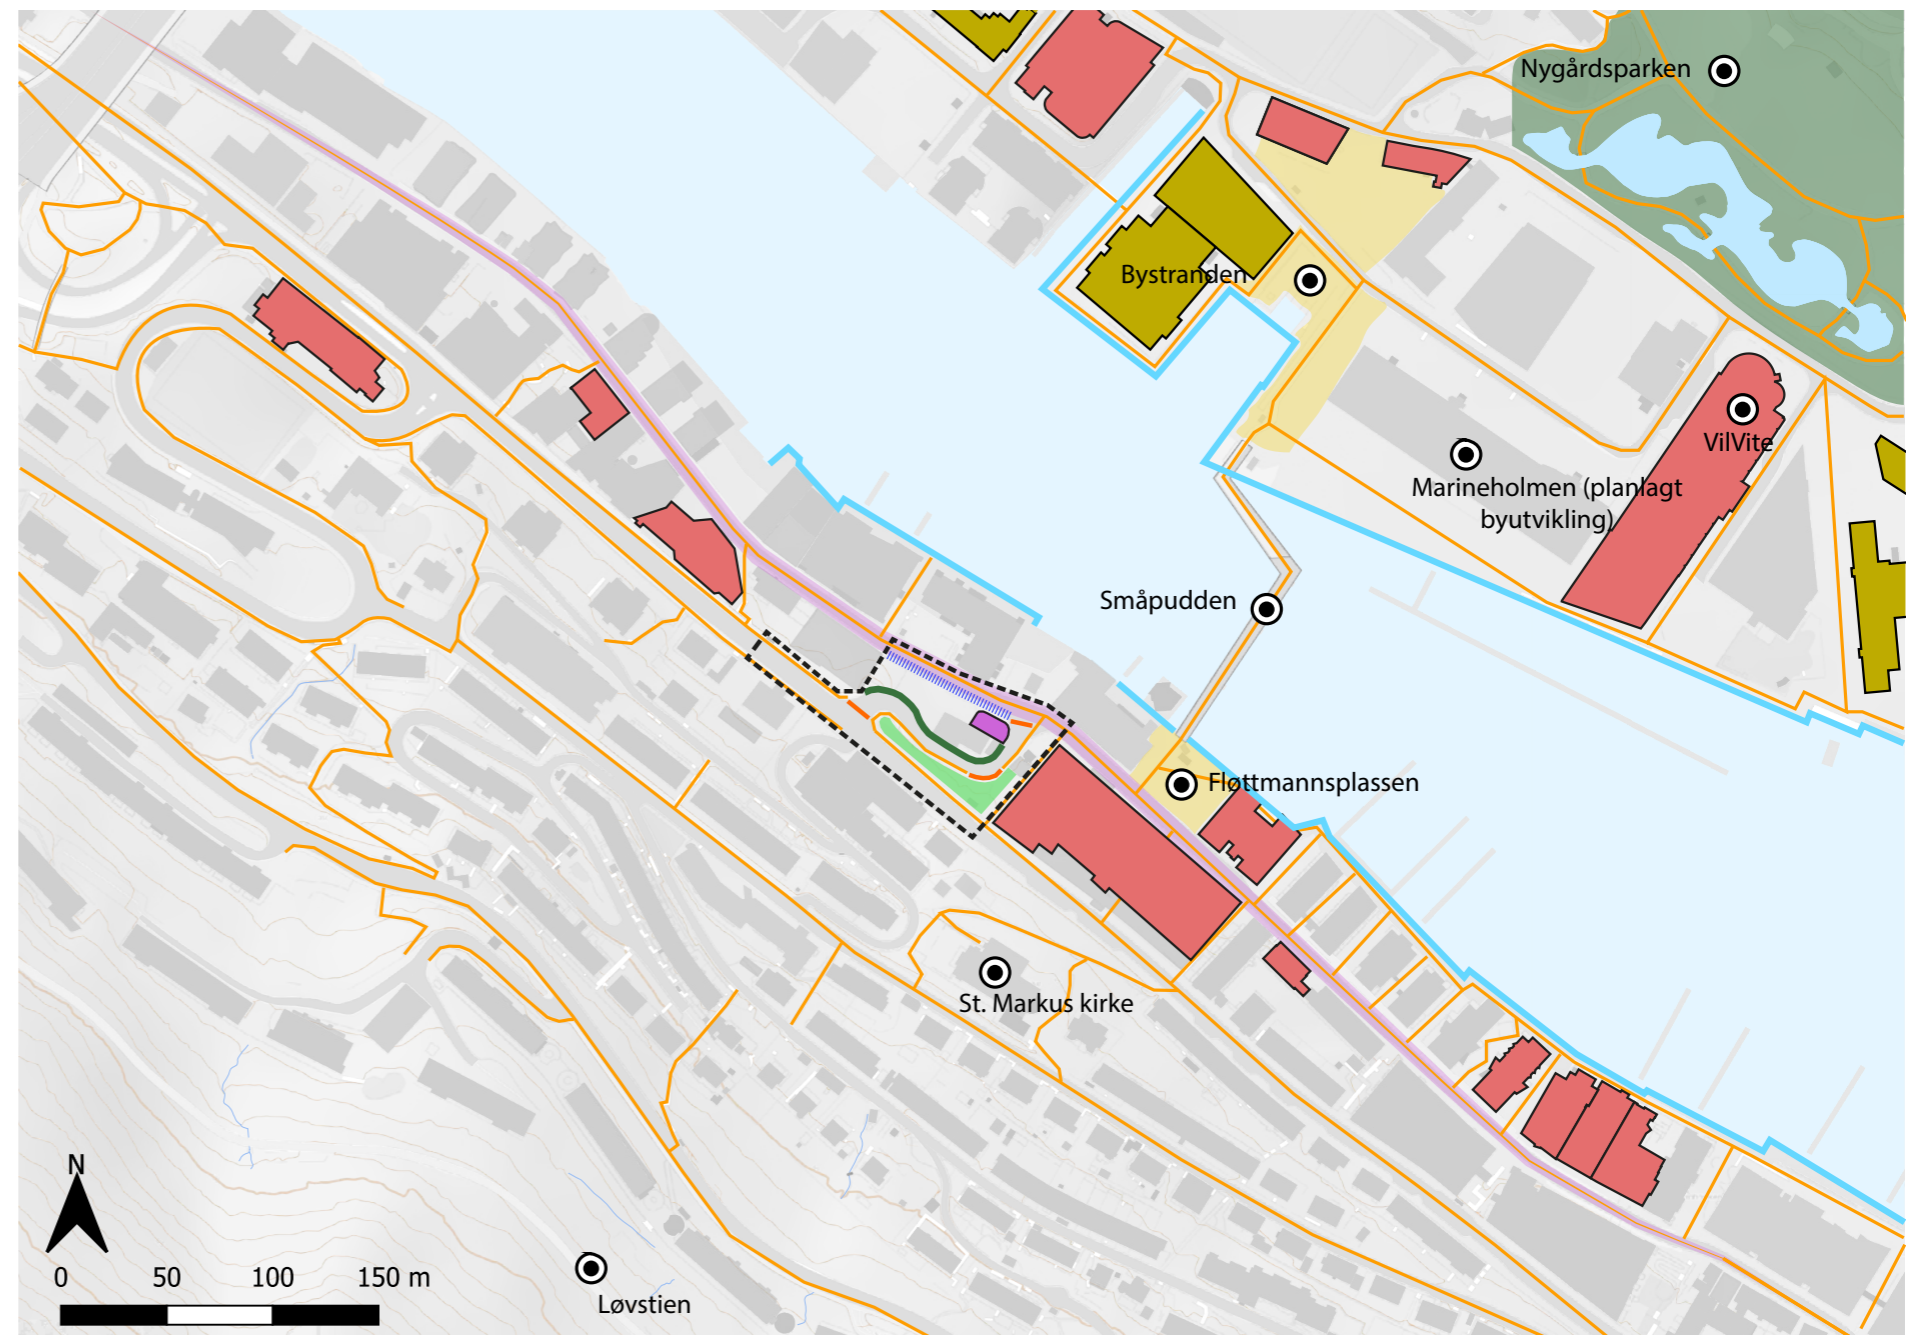 Nygårdsparken
Bystranden
VilVite
Marineholmen (planlagt
byutvikling)
Småpudden
Fløttmannsplassen
St. Markus kirke
N
0 50 100 150 m
Løvstien